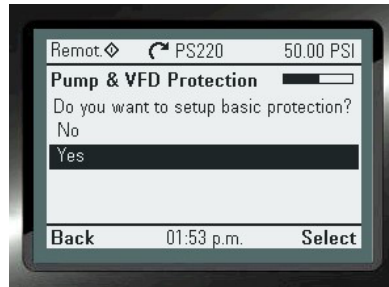 Remot. PS220 50.00 PSI
Pump & VFD Protection
Do you want to setup basic protection?
No
Yes
Back 01:53 p.m. Select